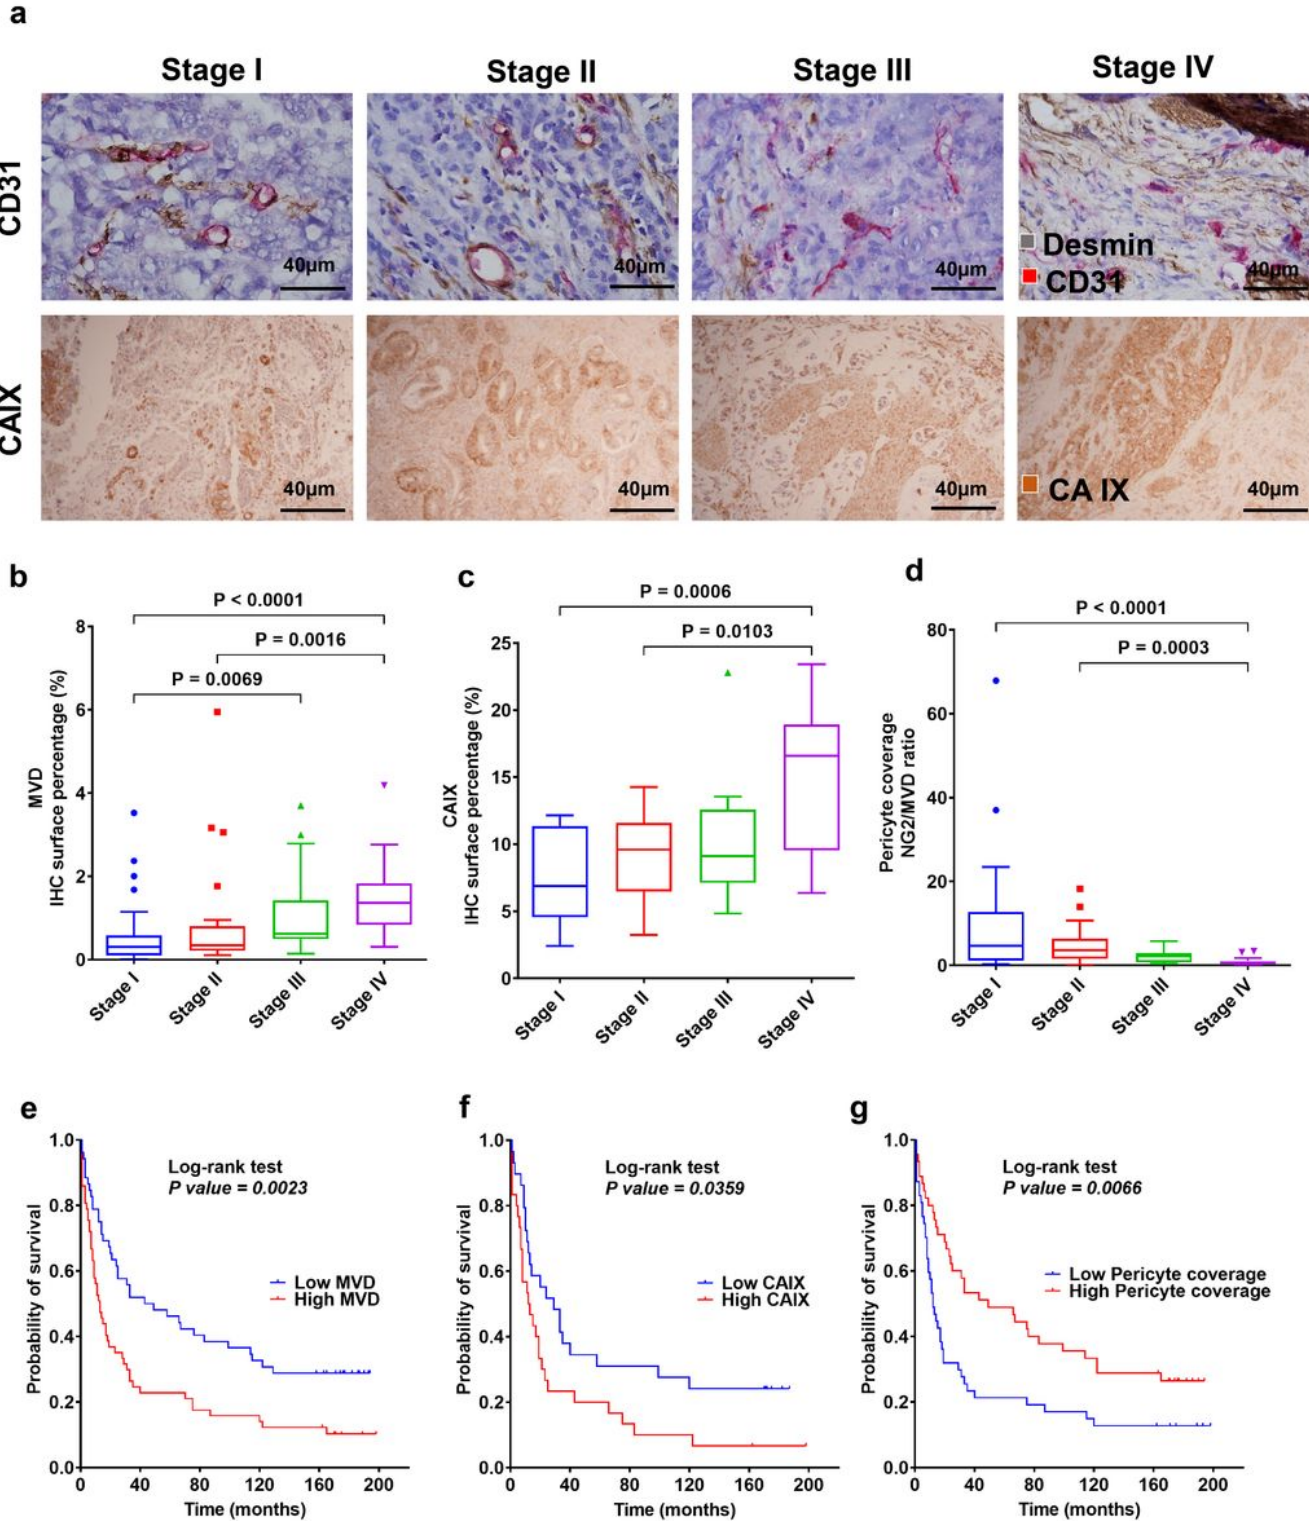 a
Stage I
Stage II
Stage III
Stage IV
CD31
40μm
40μm
40μm
Desmin
CD31
40μm
CAIX
40μm
40μm
40μm
CA IX
40μm
b
MVD
IHC surface percentage (%)
P < 0.0001
P = 0.0016
P = 0.0069
8
6
4
2
0
Stage I
Stage II
Stage III
Stage IV
c
CAIX
IHC surface percentage (%)
P = 0.0006
P = 0.0103
25
20
15
10
5
0
Stage I
Stage II
Stage III
Stage IV
d
Pericyte coverage
NG2/MVD ratio
P < 0.0001
P = 0.0003
80
60
40
20
0
Stage I
Stage II
Stage III
Stage IV
e
Probability of survival
1.0
0.8
0.6
0.4
0.2
0.0
Log-rank test
P value = 0.0023
Low MVD
High MVD
0 40 80 120 160 200
Time (months)
f
Probability of survival
1.0
0.8
0.6
0.4
0.2
0.0
Log-rank test
P value = 0.0359
Low CAIX
High CAIX
0 40 80 120 160 200
Time (months)
g
Probability of survival
1.0
0.8
0.6
0.4
0.2
0.0
Log-rank test
P value = 0.0066
Low Pericyte coverage
High Pericyte coverage
0 40 80 120 160 200
Time (months)